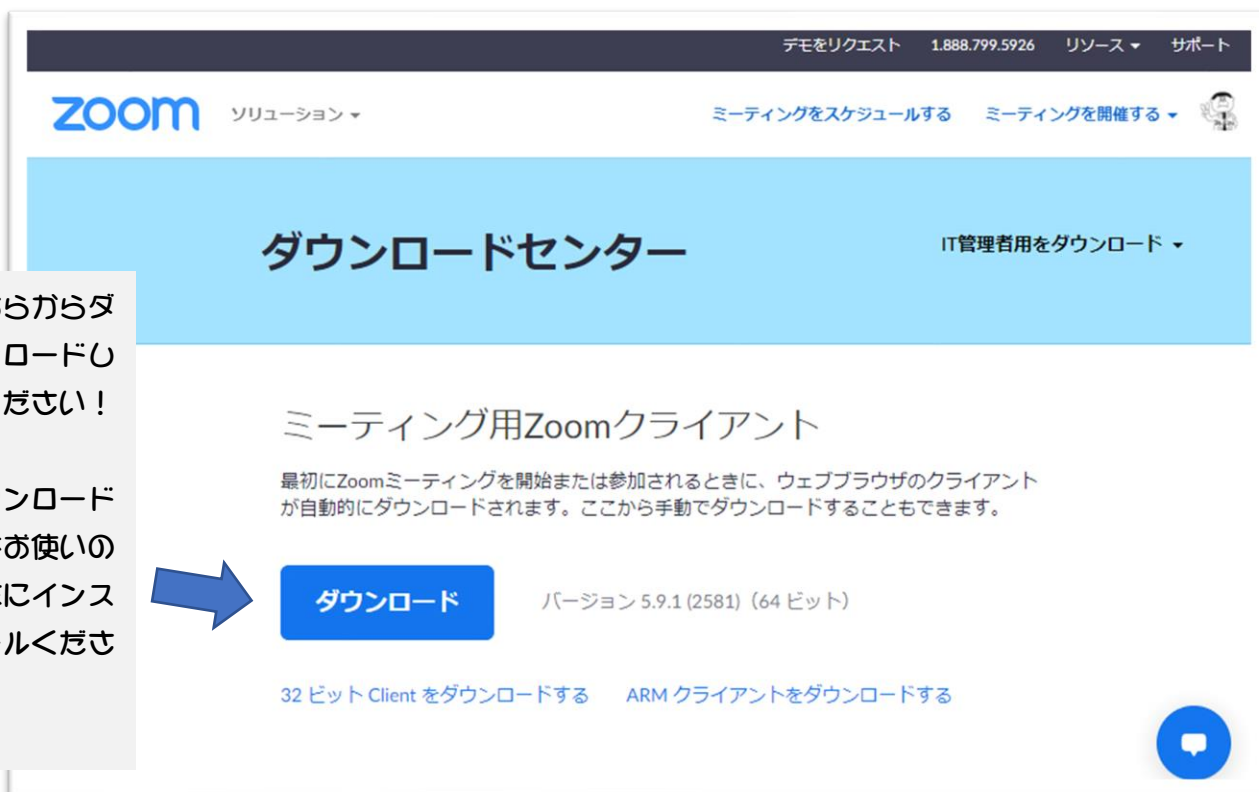 デモをリクエスト 1.888.799.5926 リソース サポート
zoom ソリューション ミーティングをスケジュールする ミーティングを開催する
ダウンロードセンター IT管理者用をダウンロード
らからダ
ロードし
ださい!
ミーティング用Zoomクライアント
最初にZoomミーティングを開始または参加されるときに、ウェブブラウザのクライアント
が自動的にダウンロードされます。ここから手動でダウンロードすることもできます。
ンロード
お使いの
にインス
ルくださ
ダウンロード バージョン 5.9.1 (2581)(64 ビット)
32 ビット Client をダウンロードする ARM クライアントをダウンロードする